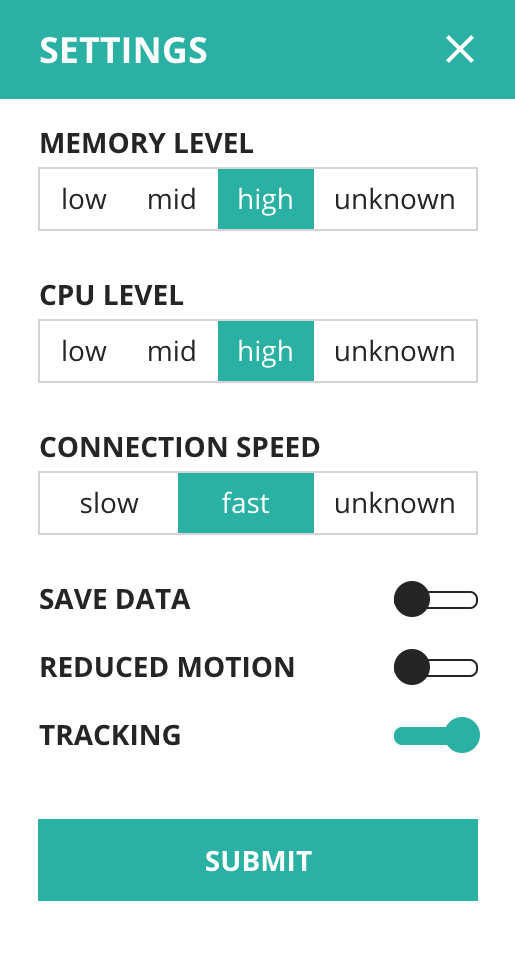 SETTINGS
MEMORY LEVEL
low mid high unknown
CPU LEVEL
low mid high unknown
CONNECTION SPEED
slow fast unknown
SAVE DATA
REDUCED MOTION
TRACKING
SUBMIT